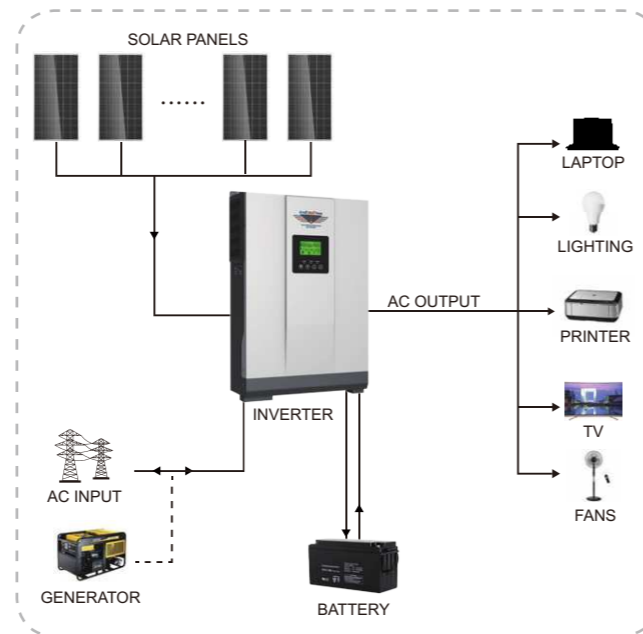 SOLAR PANELS
LAPTOP
LIGHTING
AC OUTPUT
PRINTER
INVERTER
TV
AC INPUT
FANS
GENERATOR
BATTERY